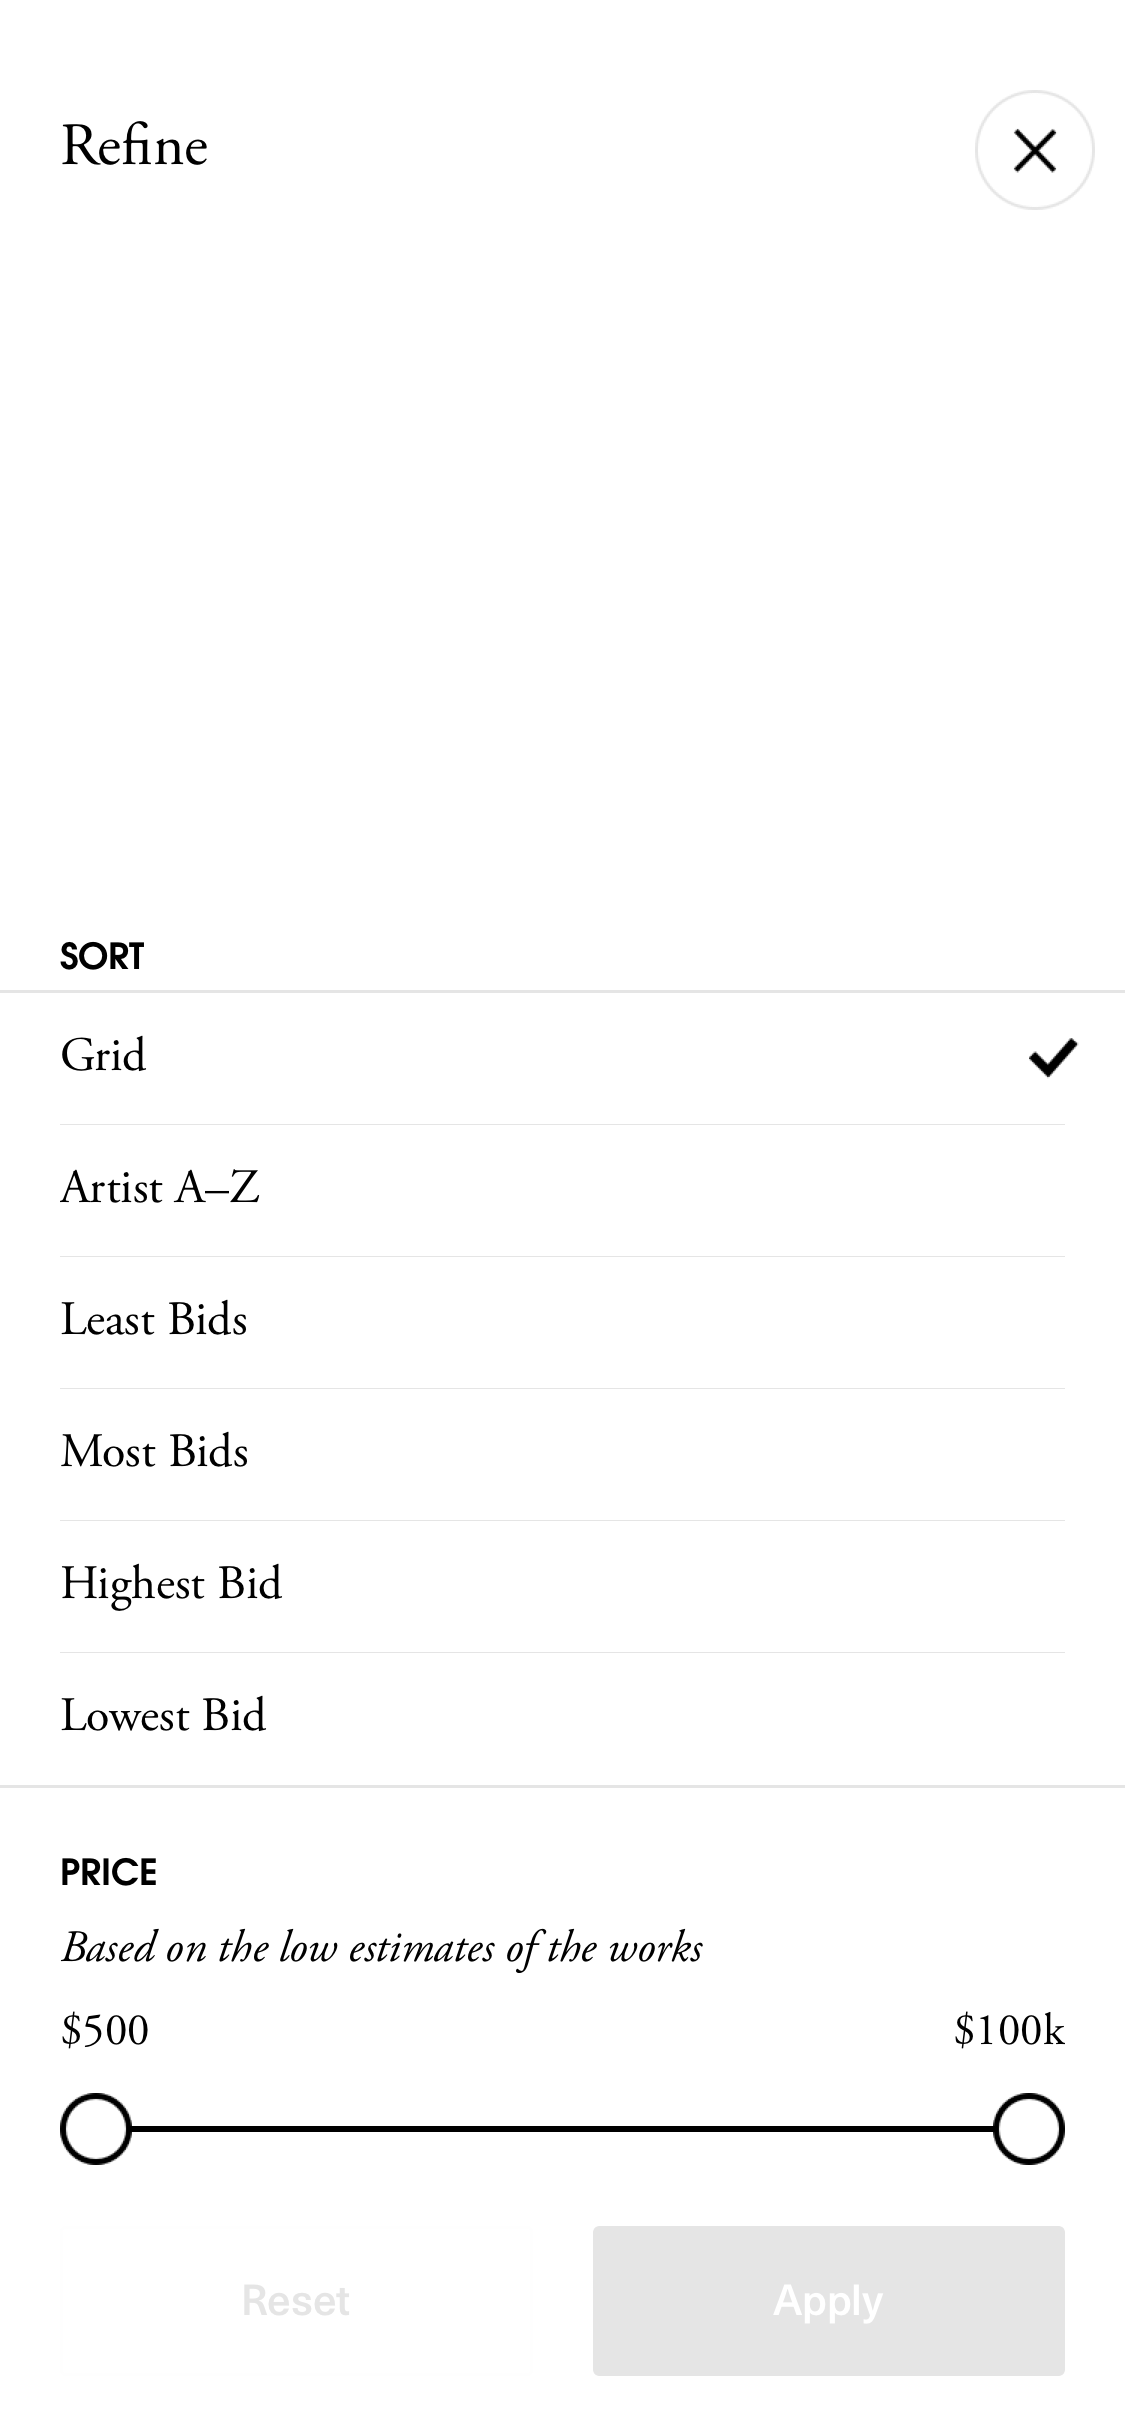 Refine
SORT
Grid
Artist A–Z
Least Bids
Most Bids
Highest Bid
Lowest Bid
PRICE
Based on the low estimates of the works
$500 $100k
Reset Apply